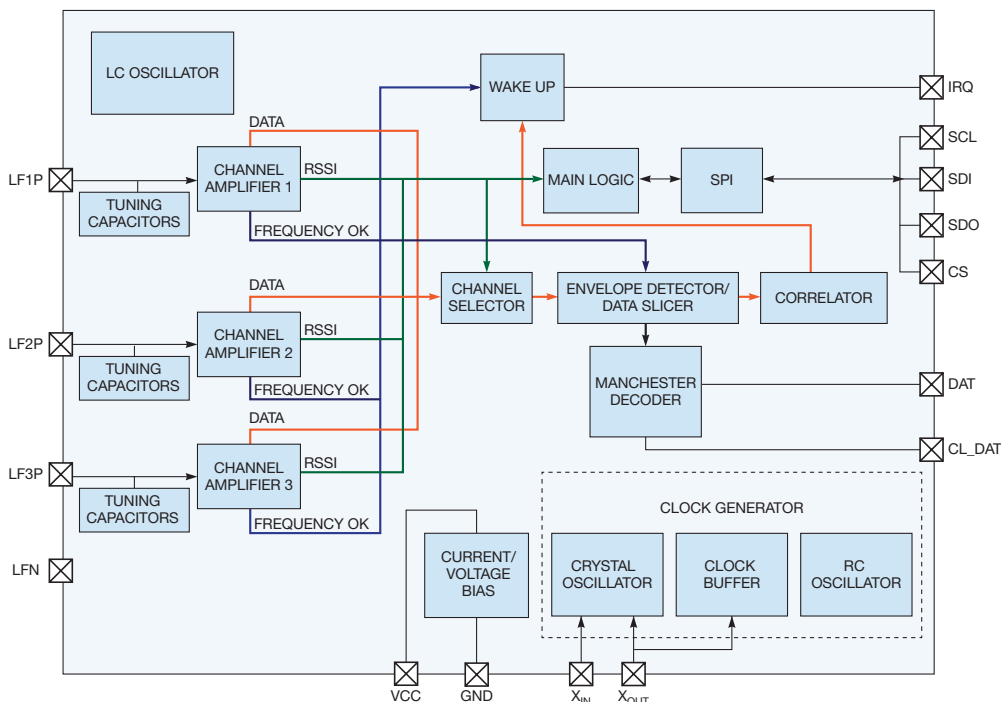 LC OSCILLATOR
WAKE UP
IRQ
DATA
SCL
LF1P
CHANNEL
AMPLIFIER 1
RSSI
MAIN LOGIC
SPI
SDI
TUNING
CAPACITORS
FREQUENCY OK
SDO
CS
DATA
CHANNEL
SELECTOR
ENVELOPE DETECTOR/
DATA SLICER
CORRELATOR
LF2P
CHANNEL
AMPLIFIER 2
RSSI
TUNING
CAPACITORS
FREQUENCY OK
MANCHESTER
DECODER
DAT
DATA
CL_DAT
LF3P
CHANNEL
AMPLIFIER 3
RSSI
TUNING
CAPACITORS
FREQUENCY OK
CLOCK GENERATOR
LFN
CURRENT/
VOLTAGE
BIAS
CRYSTAL
OSCILLATOR
CLOCK
BUFFER
RC
OSCILLATOR
VCC
GND
XIN
XOUT